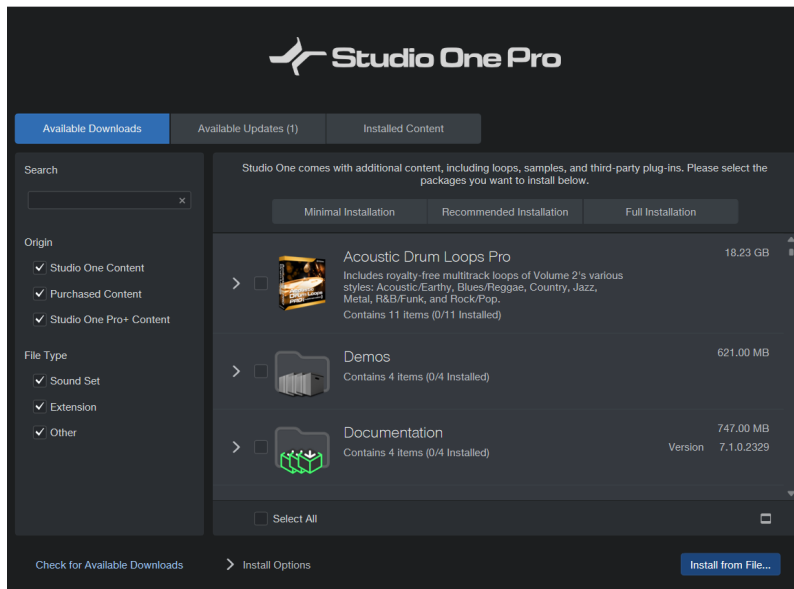 Studio One Pro
Available Downloads
Available Updates (1)
Installed Content
Search
Origin
Studio One Content
Purchased Content
Studio One Pro+ Content
File Type
Sound Set
Extension
Other
Studio One comes with additional content, including loops, samples, and third-party plug-ins. Please select the
packages you want to install below.
Minimal Installation
Recommended Installation
Full Installation
Acoustic Drum Loops Pro
18.23 GB
Includes royalty-free multitrack loops of Volume 2's various
styles: Acoustic/Earthy, Blues/Reggae, Country, Jazz,
Metal, R&B/Funk, and Rock/Pop.
Contains 11 items (0/11 Installed)
Demos
621.00 MB
Contains 4 items (0/4 Installed)
Documentation
747.00 MB
Contains 4 items (0/4 Installed)
Version 7.1.0.2329
Select All
Check for Available Downloads
Install Options
Install from File...